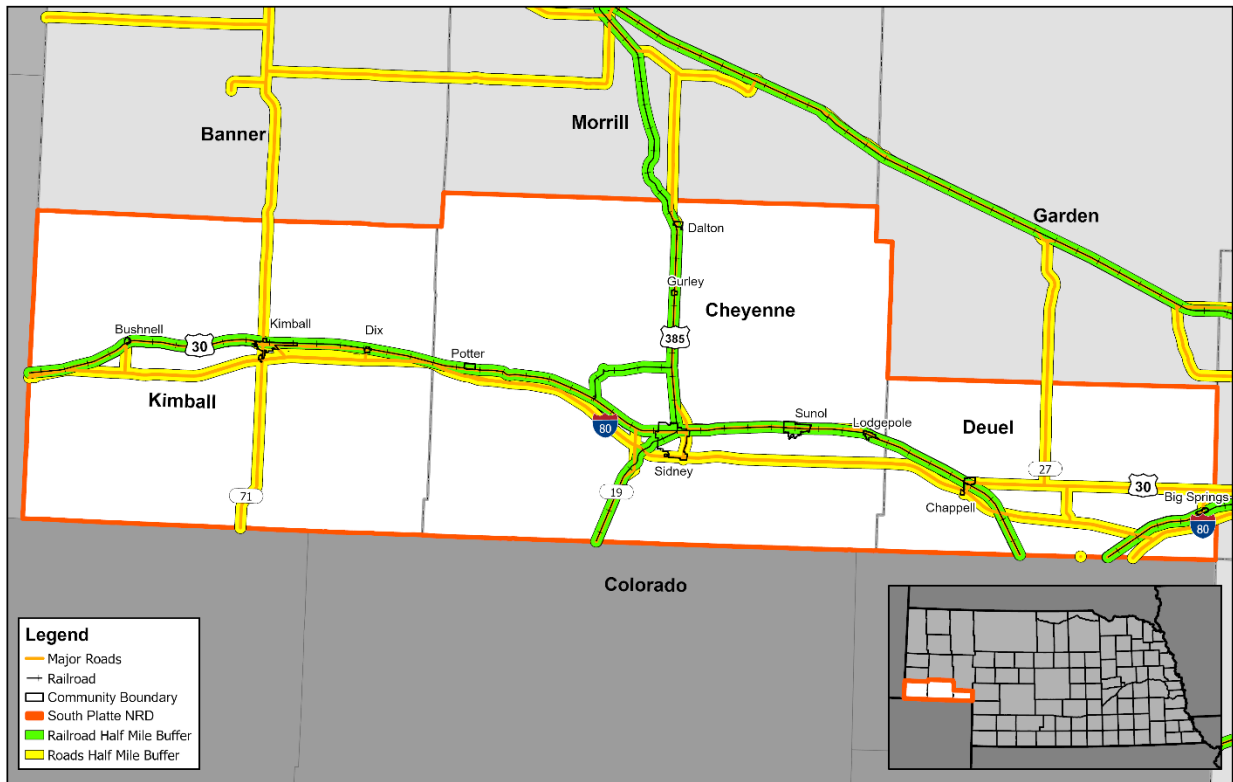 Banner
Morrill
Garden
Dalton
Gurley
Cheyenne
Bushnell
30
Kimball
Dix
Potter
385
Kimball
80
Sunol
Lodgepole
Deuel
Sidney
71
19
27
30
Chappell
Big Springs
80
Colorado
Legend
Major Roads
Railroad
Community Boundary
South Platte NRD
Railroad Half Mile Buffer
Roads Half Mile Buffer